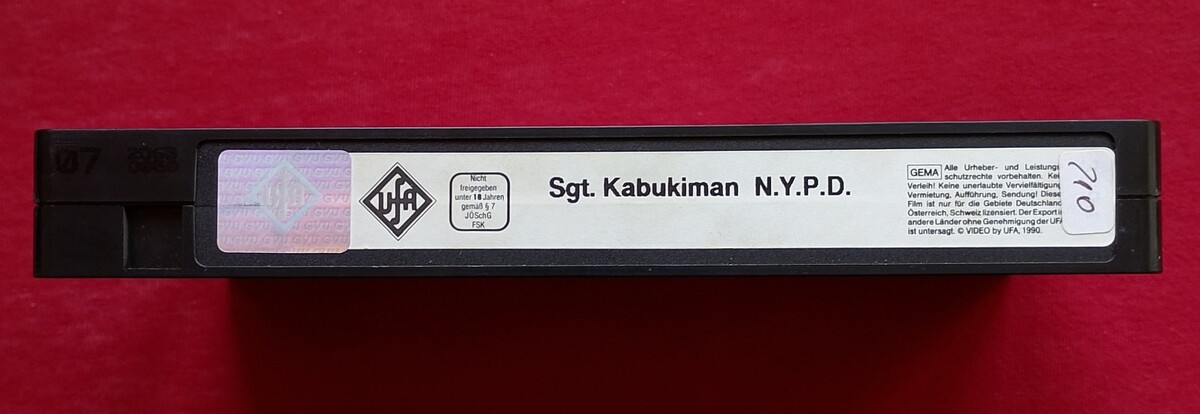 07
UFA
Nicht
freigegeben
unter 18 Jahren
gemäß § 7
JÖSchG
FSK
Sgt. Kabukiman N.Y.P.D.
GEMA Alle Urheber- und Leistungs
schutzrechte vorbehalten. Kei
Verleih! Keine unerlaubte Vervielfältigung
Vermietung, Aufführung, Sendung! Diese
Film ist nur für die Gebiete Deutschland
Österreich, Schweiz lizensiert. Der Export i
andere Länder ohne Genehmigung der UFA
ist untersagt. © VIDEO by UFA, 1990.
710